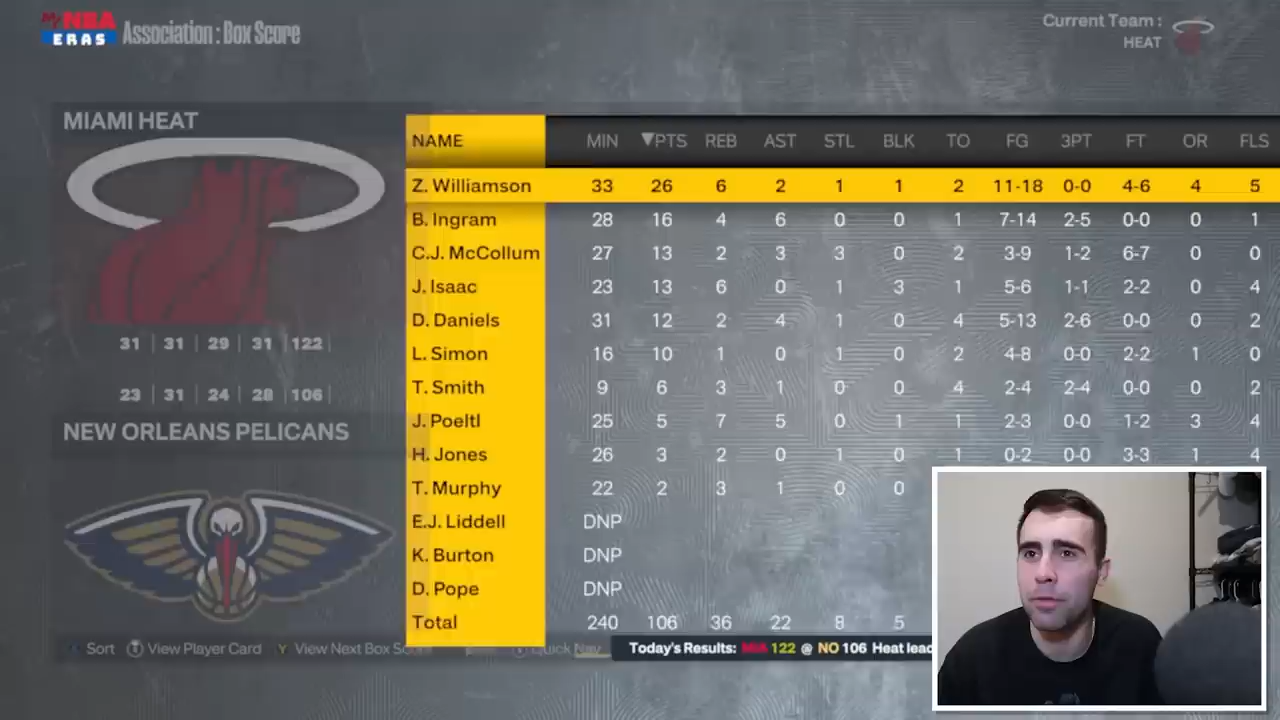 MY NBA ERAS Association : Box Score
Current Team :
HEAT
MIAMI HEAT
31 | 31 | 29 | 31 | 122 |
23 | 31 | 24 | 28 | 106 |
NEW ORLEANS PELICANS
NAME MIN ▼PTS REB AST STL BLK TO FG 3PT FT OR FLS
Z. Williamson 33 26 6 2 1 1 2 11-18 0-0 4-6 4 5
B. Ingram 28 16 4 6 0 0 1 7-14 2-5 0-0 0 1
C.J. McCollum 27 13 2 3 3 0 2 3-9 1-2 6-7 0 0
J. Isaac 23 13 6 0 1 3 1 5-6 1-1 2-2 0 4
D. Daniels 31 12 2 4 1 0 4 5-13 2-6 0-0 0 2
L. Simon 16 10 1 0 1 0 2 4-8 0-0 2-2 1 0
T. Smith 9 6 3 1 0 0 4 2-4 2-4 0-0 0 2
J. Poeltl 25 5 7 5 0 1 1 2-3 0-0 1-2 3 4
H. Jones 26 3 2 0 1 0 1 0-2 0-0 3-3 1 4
T. Murphy 22 2 3 1 0 0
E.J. Liddell DNP
K. Burton DNP
D. Pope DNP
Total 240 106 36 22 8 5
Sort View Player Card Y View Next Box Score Quick Nav
Today's Results: MIA 122 @ NO 106 Heat lead